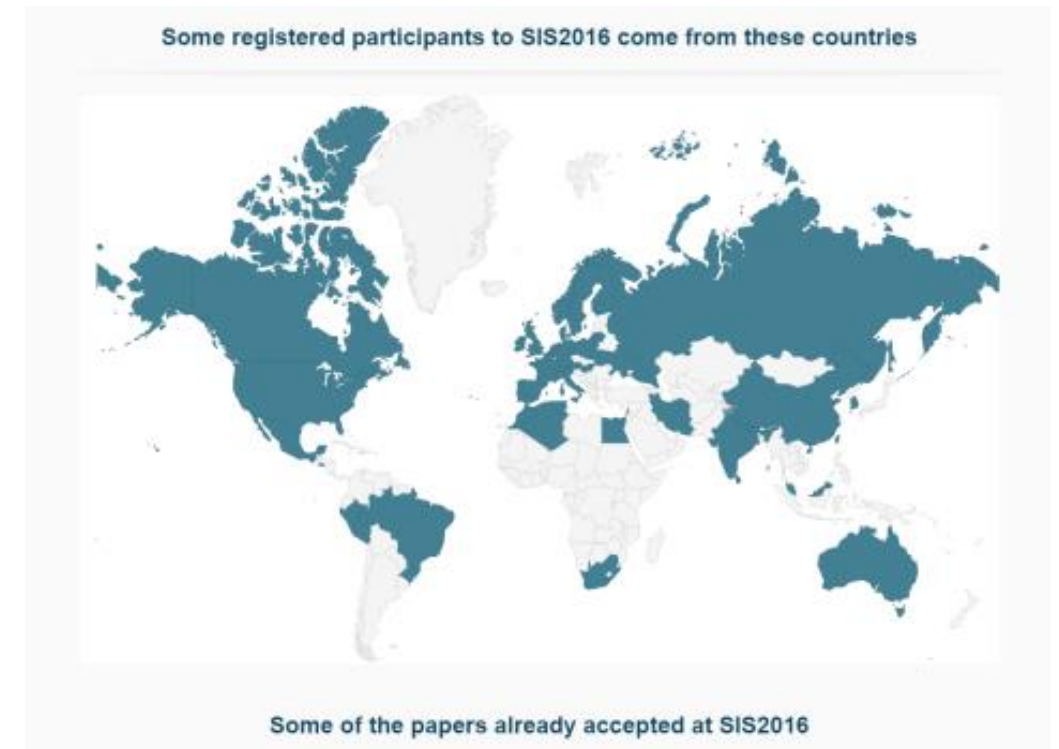 Some registered participants to SIS2016 come from these countries
Some of the papers already accepted at SIS2016